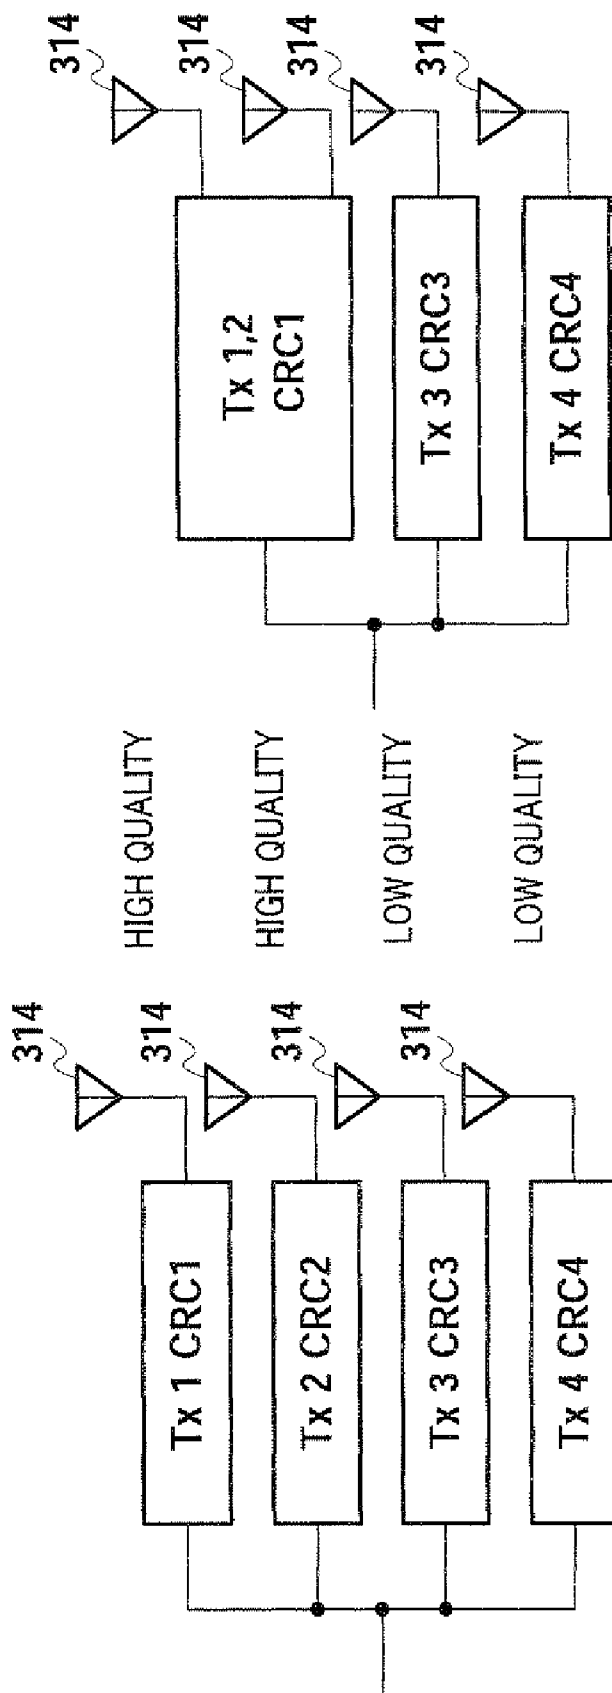 314
Tx 1 CRC1
314
Tx 2 CRC2
314
Tx 3 CRC3
314
Tx 4 CRC4
HIGH QUALITY
HIGH QUALITY
LOW QUALITY
LOW QUALITY
314
314
Tx 1,2
CRC1
314
Tx 3 CRC3
314
Tx 4 CRC4